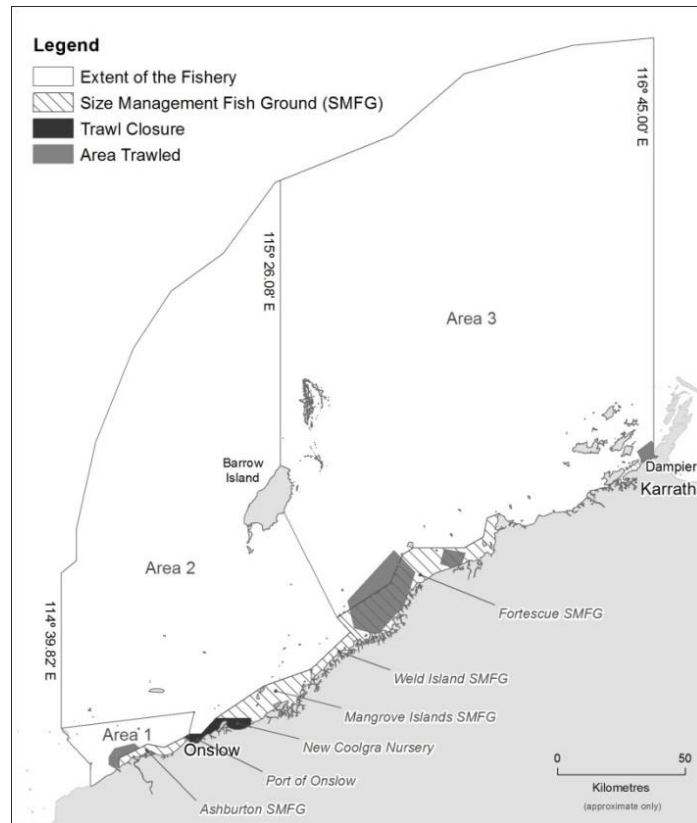 Legend
Extent of the Fishery
Size Management Fish Ground (SMFG)
Trawl Closure
Area Trawled
116° 45.00' E
115° 26.08' E
Area 3
Barrow
Island
Dampier
Karrath
Area 2
114° 39.82' E
Fortescue SMFG
Weld Island SMFG
Mangrove Islands SMFG
Area 1
New Coolgra Nursery
Onslow
Port of Onslow
Ashburton SMFG
0 50
Kilometres
(approximate only)